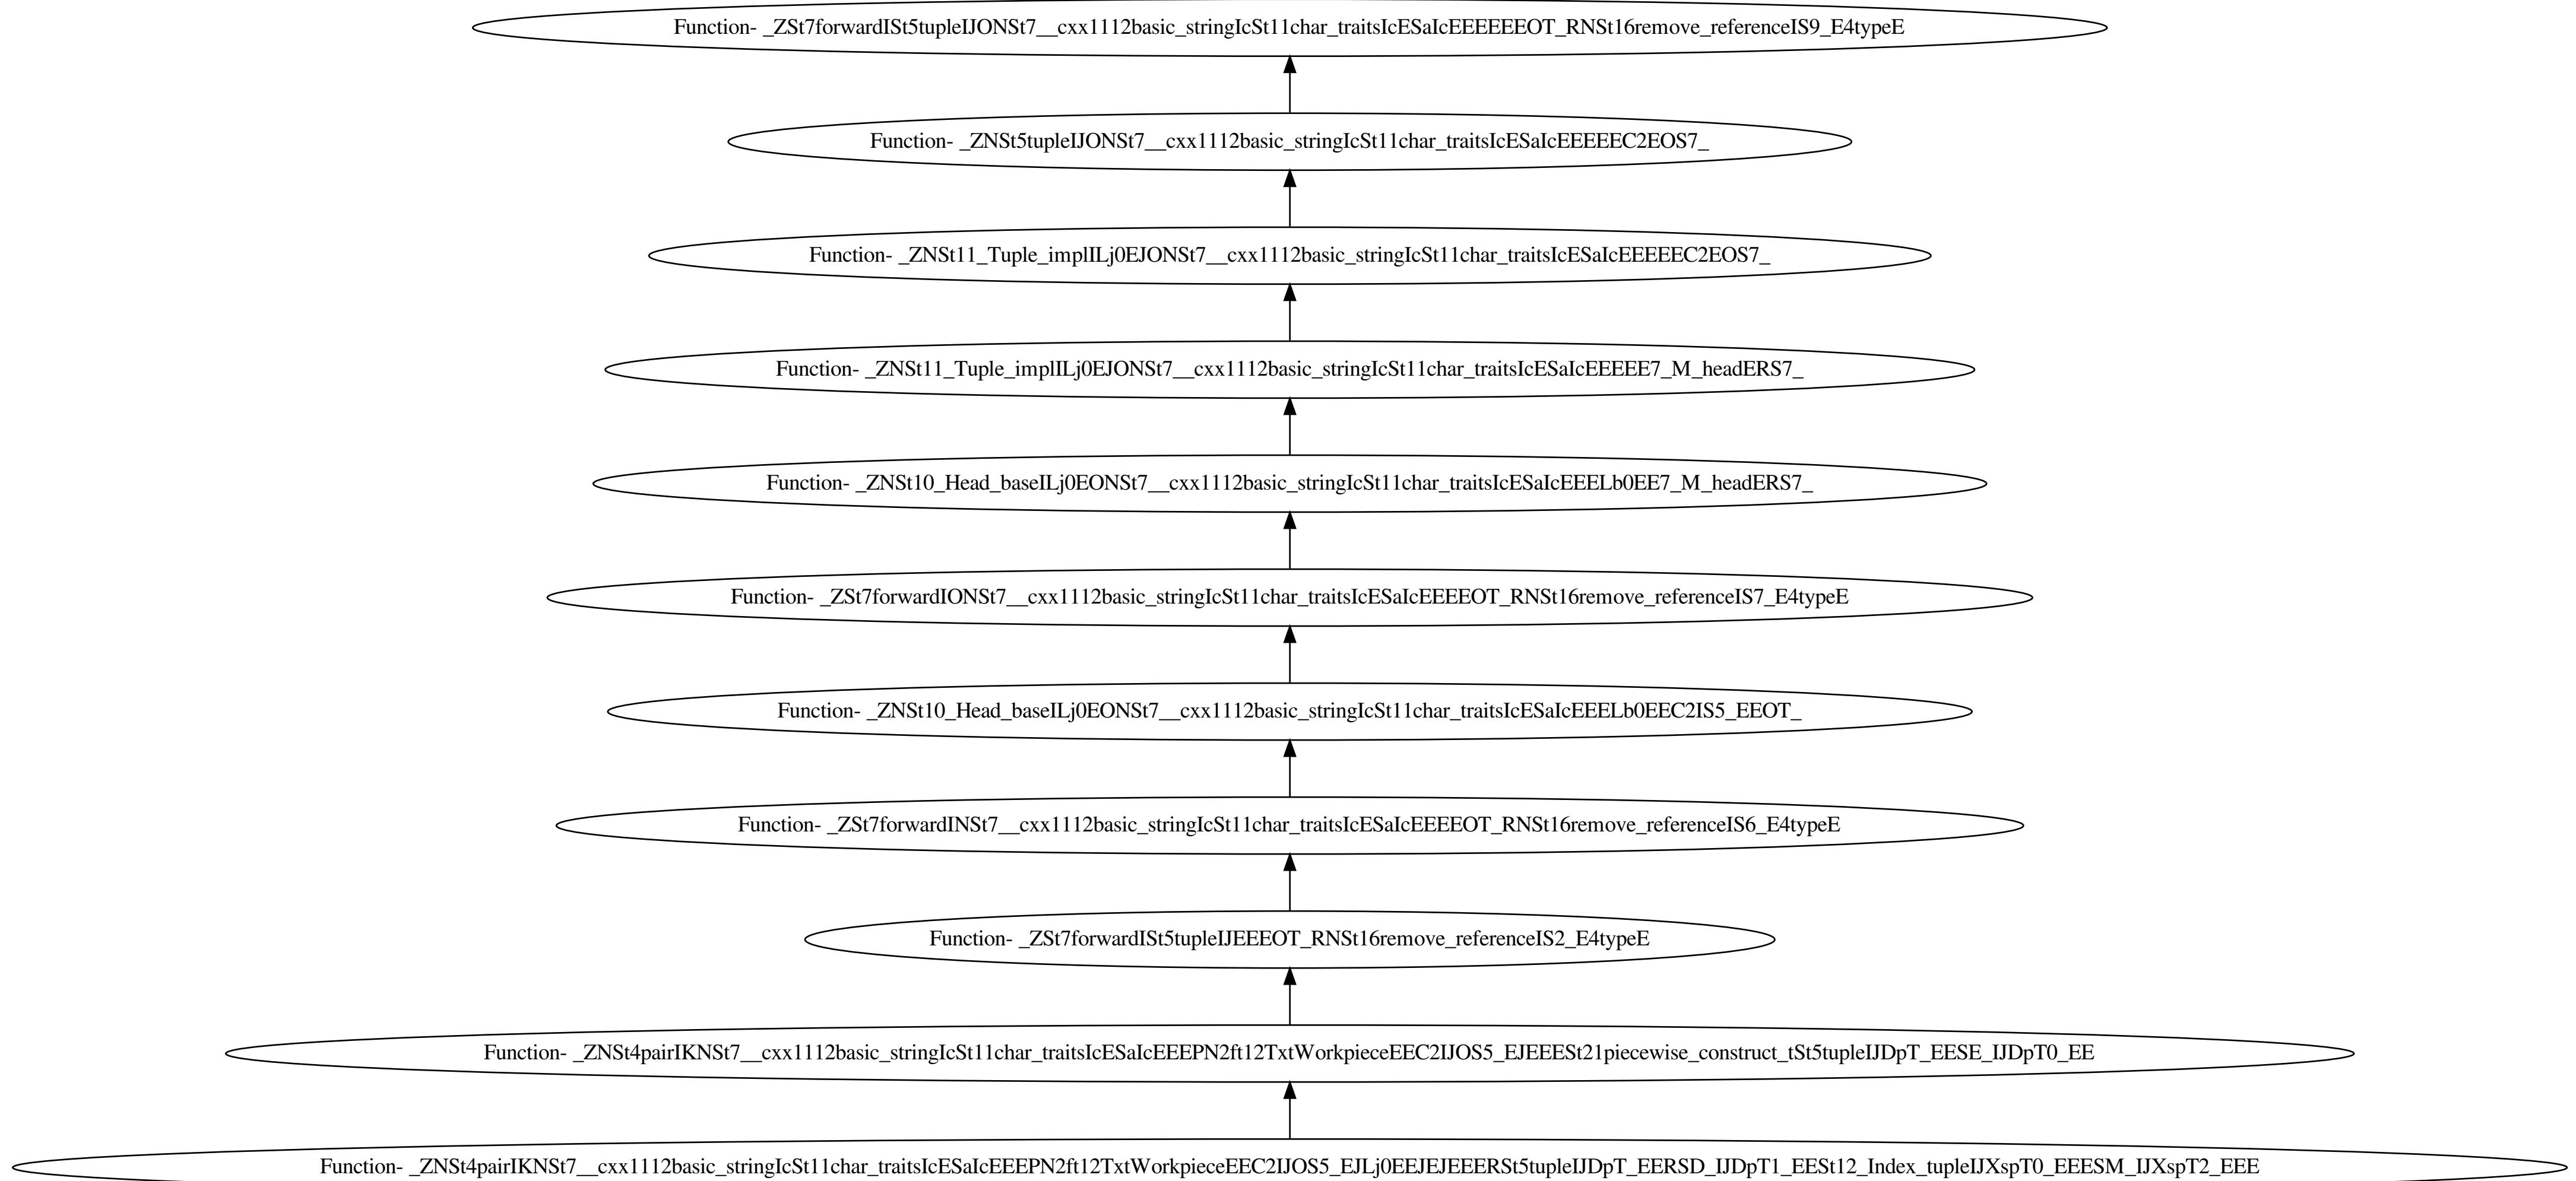 Function- _ZSt7forwardISt5tupleIJONSt7__cxx1112basic_stringIcSt11char_traitsIcESaIcEEEEEEOT_RNSt16remove_referenceIS9_E4typeE
Function- _ZNSt5tupleIJONSt7__cxx1112basic_stringIcSt11char_traitsIcESaIcEEEEEC2EOS7_
Function- _ZNSt11_Tuple_implILj0EJONSt7__cxx1112basic_stringIcSt11char_traitsIcESaIcEEEEEC2EOS7_
Function- _ZNSt11_Tuple_implILj0EJONSt7__cxx1112basic_stringIcSt11char_traitsIcESaIcEEEEE7_M_headERS7_
Function- _ZNSt10_Head_baseILj0EONSt7__cxx1112basic_stringIcSt11char_traitsIcESaIcEEELb0EE7_M_headERS7_
Function- _ZSt7forwardIONSt7__cxx1112basic_stringIcSt11char_traitsIcESaIcEEEEOT_RNSt16remove_referenceIS7_E4typeE
Function- _ZNSt10_Head_baseILj0EONSt7__cxx1112basic_stringIcSt11char_traitsIcESaIcEEELb0EEC2IS5_EEOT_
Function- _ZSt7forwardINSt7__cxx1112basic_stringIcSt11char_traitsIcESaIcEEEEOT_RNSt16remove_referenceIS6_E4typeE
Function- _ZSt7forwardISt5tupleIJEEEOT_RNSt16remove_referenceIS2_E4typeE
Function- _ZNSt4pairIKNSt7__cxx1112basic_stringIcSt11char_traitsIcESaIcEEEPN2ft12TxtWorkpieceEEC2IJOS5_EJEEESt21piecewise_construct_tSt5tupleIJDpT_EESE_IJDpT0_EE
Function- _ZNSt4pairIKNSt7__cxx1112basic_stringIcSt11char_traitsIcESaIcEEEPN2ft12TxtWorkpieceEEC2IJOS5_EJLj0EEJEJEEERSt5tupleIJDpT_EERSD_IJDpT1_EESt12_Index_tupleIJXspT0_EEESM_IJXspT2_EEE